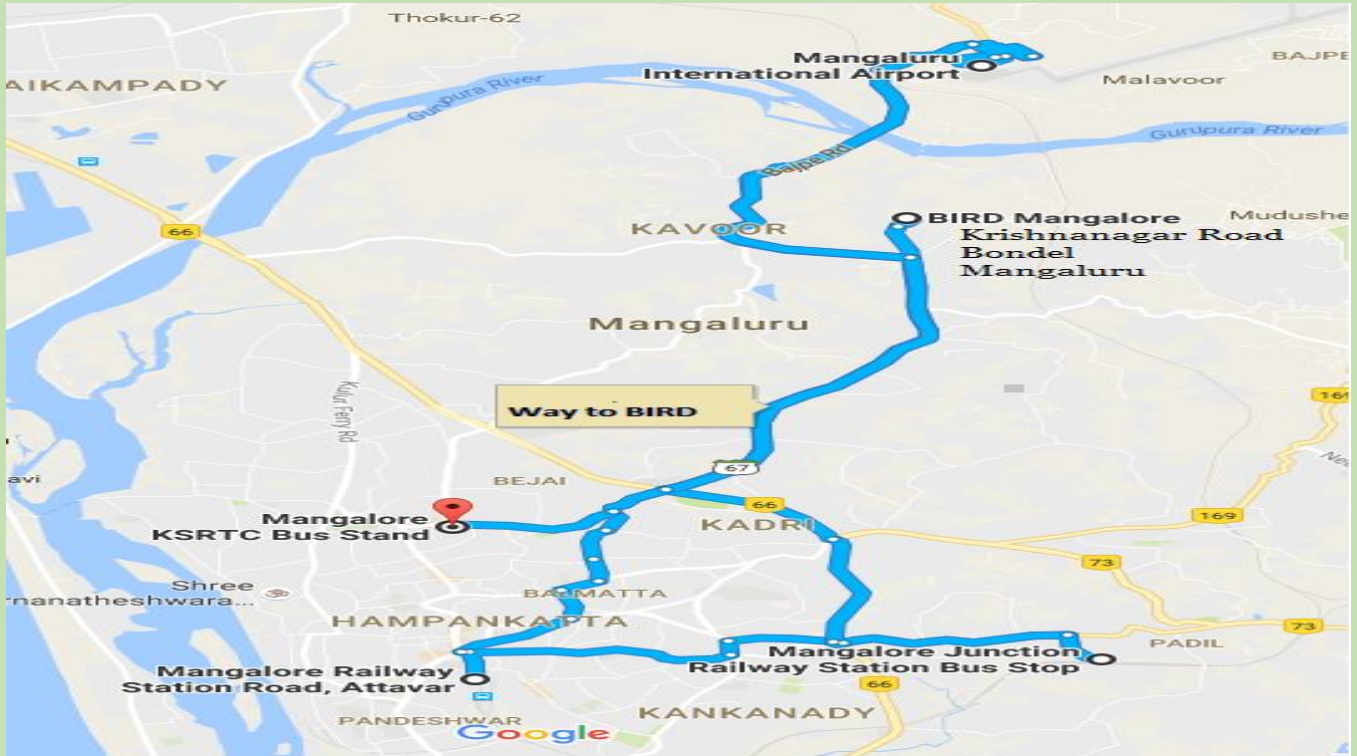 Thokur-62
Mangaluru
International Airport
BAJPE
AIKAMPADY
Malavoor
Gurupura River
Gurupura River
Bajpe Rd
BIRD Mangalore
Krishnanagar Road
Bondel
Mangaluru
Mudushe
KAVOOR
66
Mangaluru
Kulur Ferry Rd
Way to BIRD
169
67
BEJAI
avi
66
Mangalore
KSRTC Bus Stand
KADRI
169
73
Shree
rnanatheshwara...
BALMATTA
HAMPANKATTA
73
PADIL
Mangalore Junction
Railway Station Bus Stop
Mangalore Railway
Station Road, Attavar
66
PANDESHWAR
KANKANADY
Google